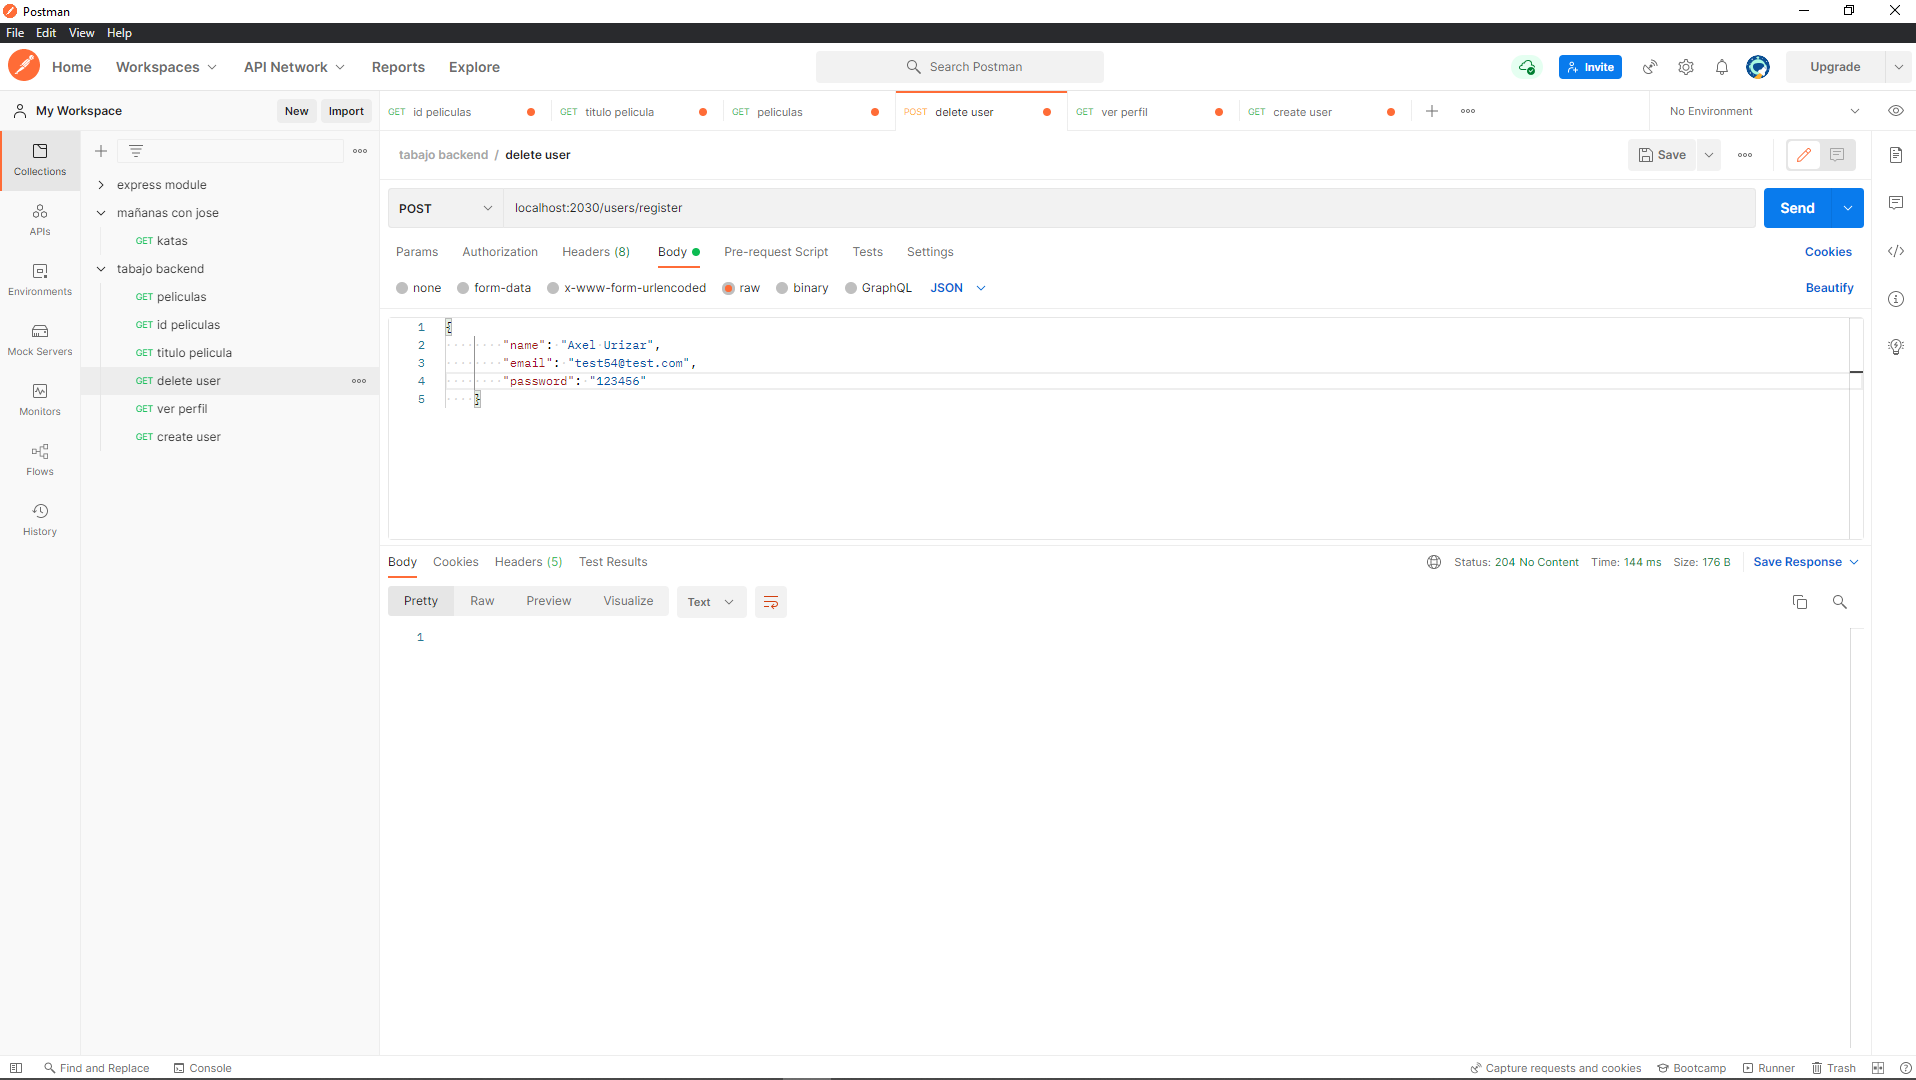 Postman
File Edit View Help
Home Workspaces API Network Reports Explore Search Postman Invite Upgrade
My Workspace New Import GET id peliculas GET titulo pelicula GET peliculas POST delete user GET ver perfil GET create user No Environment
Collections
APIs
Environments
Mock Servers
Monitors
Flows
History
express module
mañanas con jose
GET katas
tabajo backend
GET peliculas
GET id peliculas
GET titulo pelicula
GET delete user
GET ver perfil
GET create user
tabajo backend / delete user Save
POST localhost:2030/users/register Send
Params Authorization Headers (8) Body Pre-request Script Tests Settings Cookies
none form-data x-www-form-urlencoded raw binary GraphQL JSON Beautify
1 {
2 "name": "Axel Urizar",
3 "email": "test54@test.com",
4 "password": "123456"
5 }
Body Cookies Headers (5) Test Results Status: 204 No Content Time: 144 ms Size: 176 B Save Response
Pretty Raw Preview Visualize Text
1
Find and Replace Console Capture requests and cookies Bootcamp Runner Trash